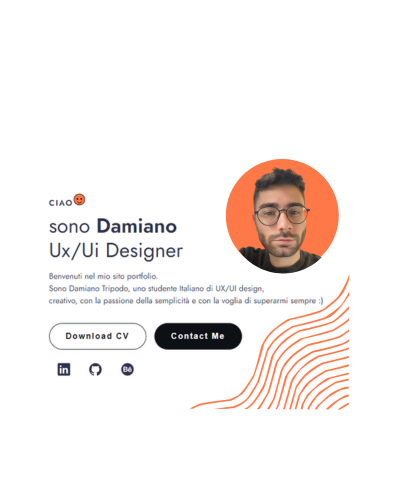 CIAO
sono Damiano
Ux/Ui Designer
Benvenuti nel mio sito portfolio.
Sono Damiano Tripodo, uno studente Italiano di UX/UI design,
creativo, con la passione della semplicità e con la voglia di superarmi sempre :)
Download CV
Contact Me
in
Bē